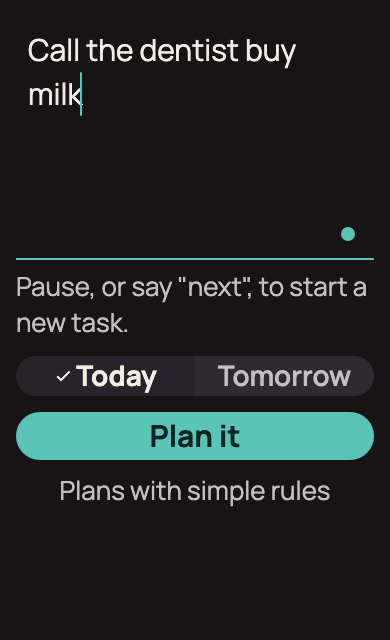 Call the dentist buy
milk
Pause, or say "next", to start a
new task.
Today
Tomorrow
Plan it
Plans with simple rules